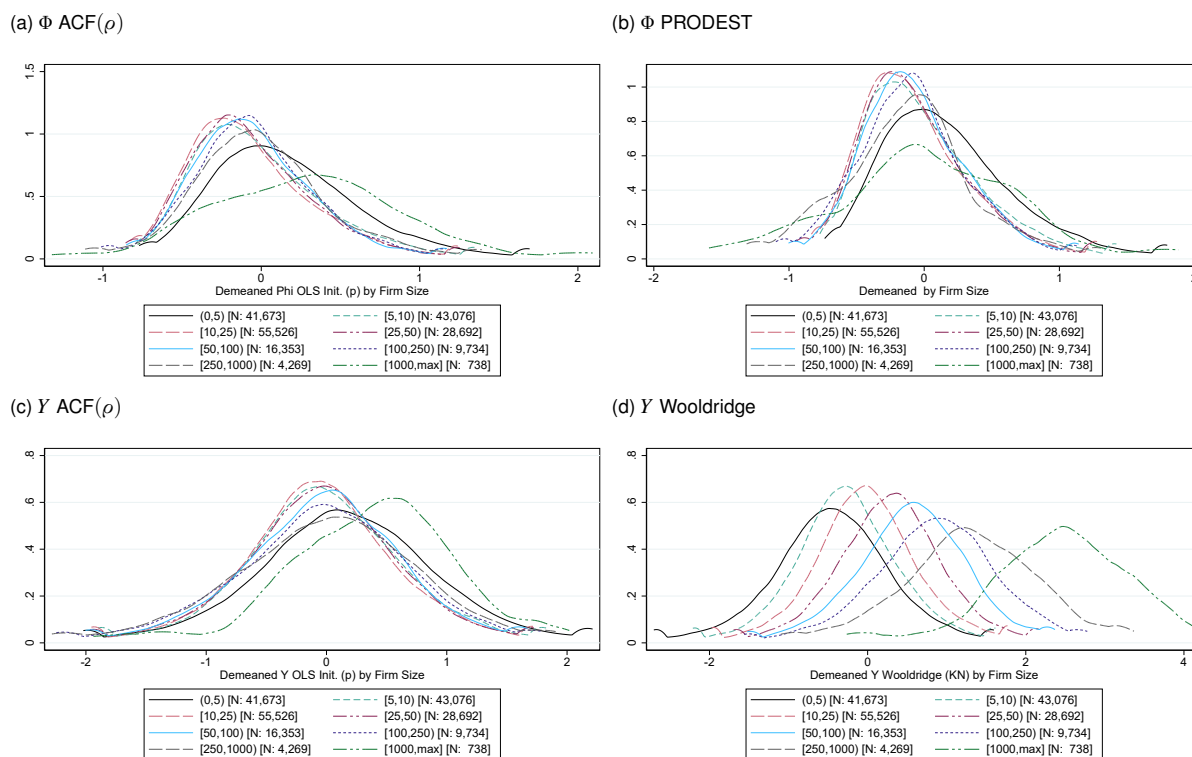 (a) Φ ACF(ρ)
(b) Φ PRODEST
0 .5 1 1.5
-1 0 1 2
Demeaned Phi OLS Init. (p) by Firm Size
(0,5) [N: 41,673] [5,10) [N: 43,076]
[10,25) [N: 55,526] [25,50) [N: 28,692]
[50,100) [N: 16,353] [100,250) [N: 9,734]
[250,1000) [N: 4,269] [1000,max] [N: 738]
0 .2 .4 .6 .8 1
-2 -1 0 1 2
Demeaned by Firm Size
(0,5) [N: 41,673] [5,10) [N: 43,076]
[10,25) [N: 55,526] [25,50) [N: 28,692]
[50,100) [N: 16,353] [100,250) [N: 9,734]
[250,1000) [N: 4,269] [1000,max] [N: 738]
(c) Y ACF(ρ)
(d) Y Wooldridge
0 .2 .4 .6 .8
-2 -1 0 1 2
Demeaned Y OLS Init. (p) by Firm Size
(0,5) [N: 41,673] [5,10) [N: 43,076]
[10,25) [N: 55,526] [25,50) [N: 28,692]
[50,100) [N: 16,353] [100,250) [N: 9,734]
[250,1000) [N: 4,269] [1000,max] [N: 738]
0 .2 .4 .6 .8
-2 0 2 4
Demeaned Y Wooldridge (KN) by Firm Size
(0,5) [N: 41,673] [5,10) [N: 43,076]
[10,25) [N: 55,526] [25,50) [N: 28,692]
[50,100) [N: 16,353] [100,250) [N: 9,734]
[250,1000) [N: 4,269] [1000,max] [N: 738]